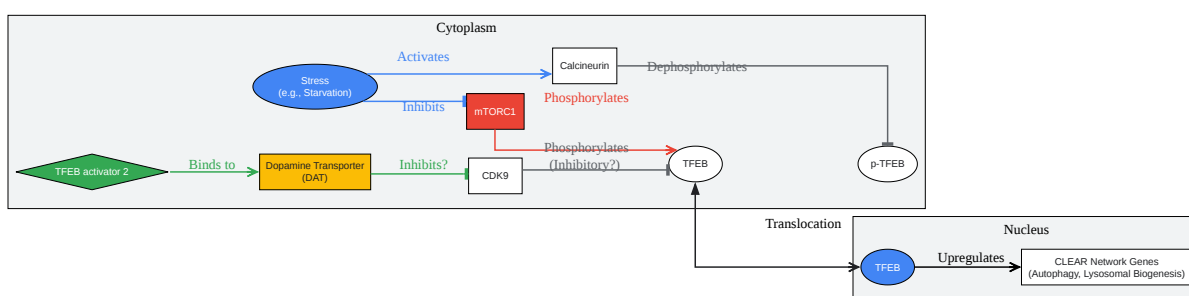 Cytoplasm
Activates
Stress
(e.g., Starvation)
Calcineurin
Dephosphorylates
Inhibits
mTORC1
Phosphorylates
TFEB activator 2
Binds to
Dopamine Transporter
(DAT)
Inhibits?
CDK9
Phosphorylates
(Inhibitory?)
TFEB
p-TFEB
Translocation
Nucleus
TFEB
Upregulates
CLEAR Network Genes
(Autophagy, Lysosomal Biogenesis)